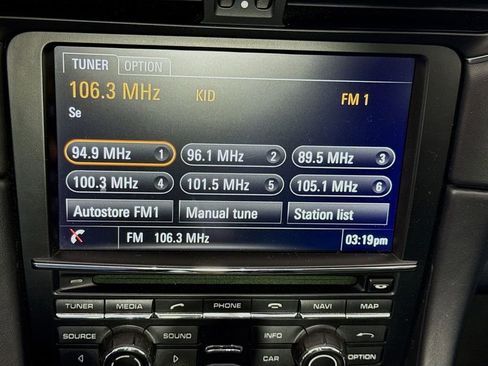 TUNER OPTION
106.3 MHz KID FM 1
Se
94.9 MHz 1 96.1 MHz 2 89.5 MHz 3
100.3 MHz 4 101.5 MHz 5 105.1 MHz 6
Autostore FM1 Manual tune Station list
FM 106.3 MHz 03:19pm
TUNER MEDIA PHONE NAVI MAP
SOURCE SOUND INFO
CAR OPTION